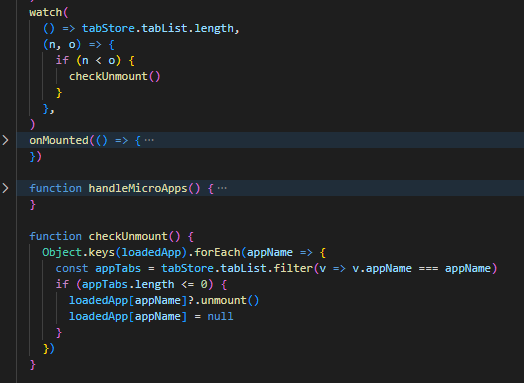 watch(
  () => tabStore.tabList.length,
  (n, o) => {
    if (n < o) {
      checkUnmount()
    }
  },
)
onMounted(() => { ···
})

function handleMicroApps() { ···
}

function checkUnmount() {
  Object.keys(loadedApp).forEach(appName => {
    const appTabs = tabStore.tabList.filter(v => v.appName === appName)
    if (appTabs.length <= 0) {
      loadedApp[appName]?.unmount()
      loadedApp[appName] = null
    }
  })
}